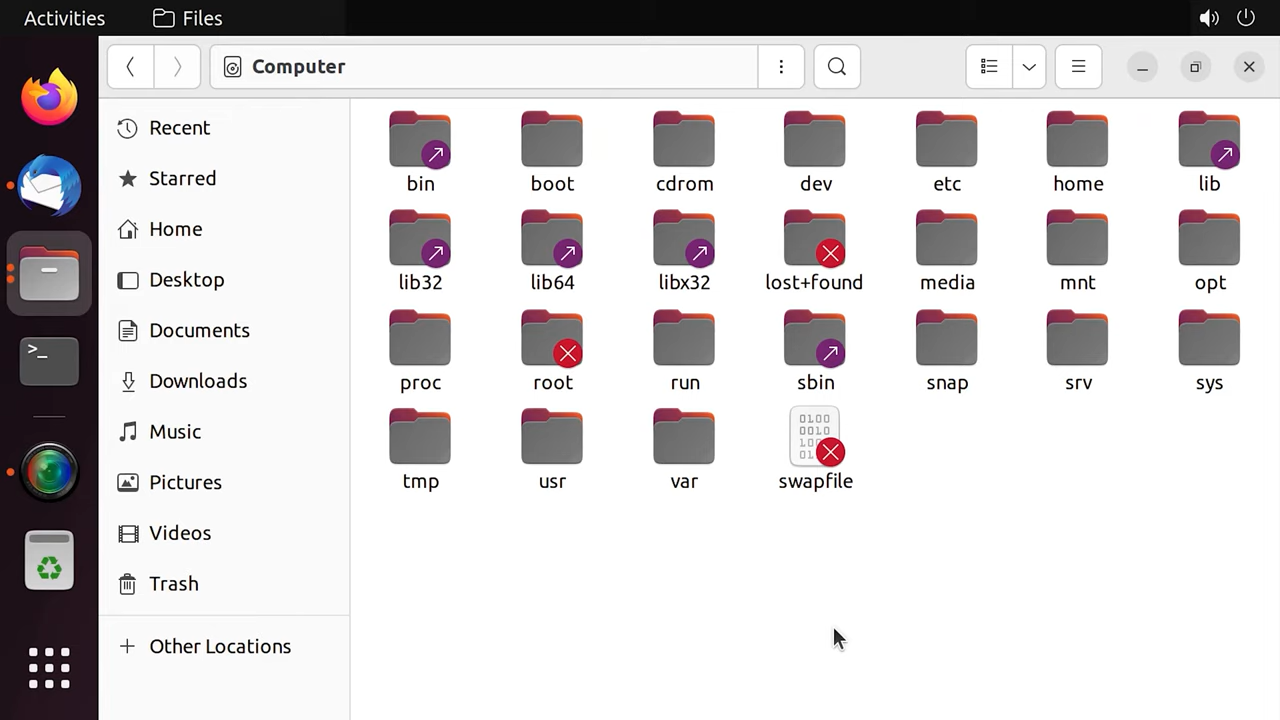 Activities Files
Computer
Recent
Starred
Home
Desktop
Documents
Downloads
Music
Pictures
Videos
Trash
Other Locations
bin boot cdrom dev etc home lib
lib32 lib64 libx32 lost+found media mnt opt
proc root run sbin snap srv sys
tmp usr var swapfile